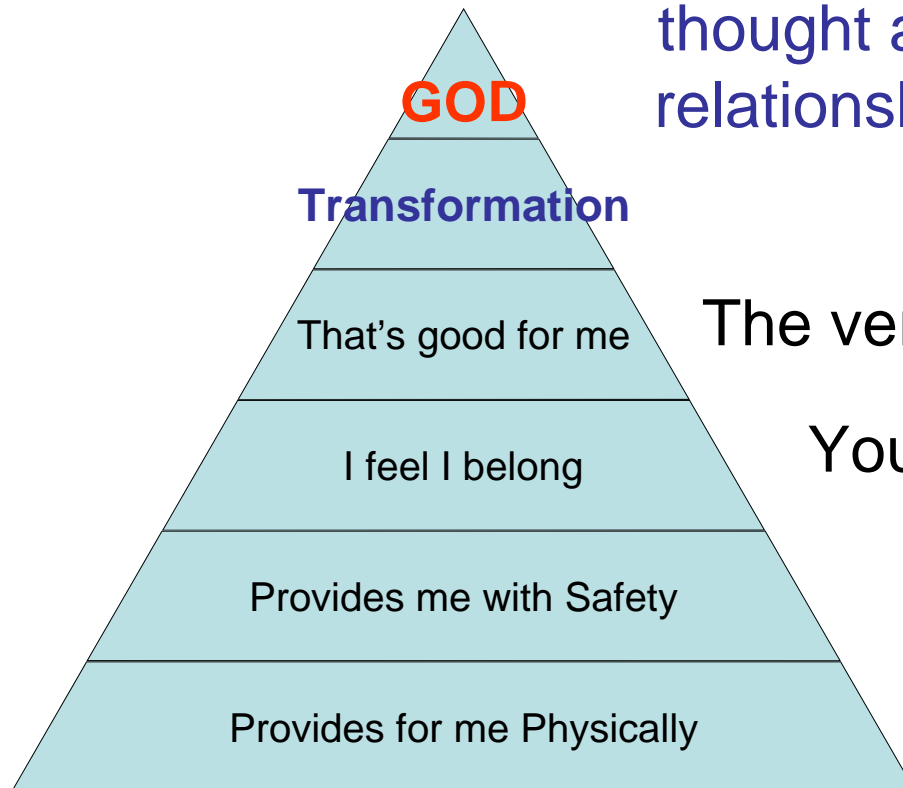 thought a
relationsh
GOD
Transformation
That's good for me
The ver
You
I feel I belong
Provides me with Safety
Provides for me Physically